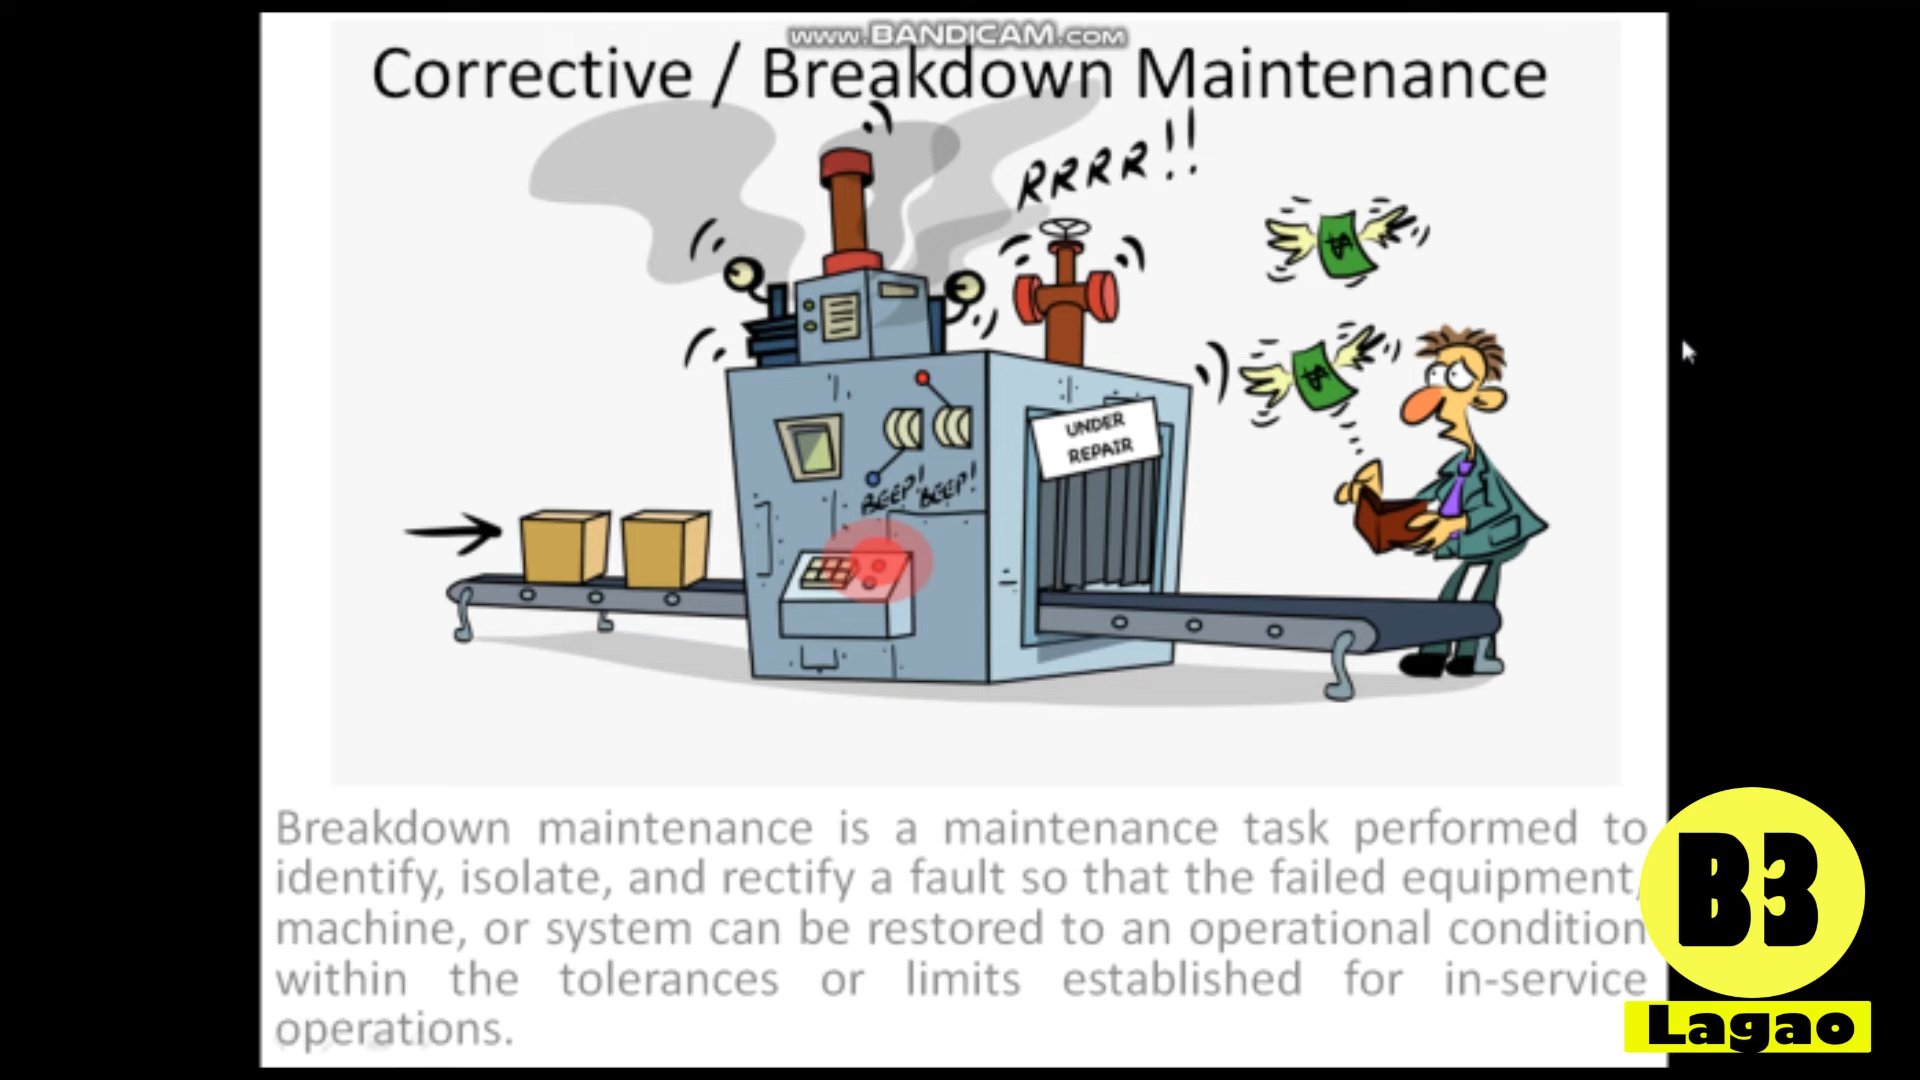 www.BANDICAM.com
Corrective / Breakdown Maintenance
RRRR!!
UNDER
REPAIR
BEEP! BEEP!
Breakdown maintenance is a maintenance task performed to
identify, isolate, and rectify a fault so that the failed equipment,
machine, or system can be restored to an operational condition
within the tolerances or limits established for in-service
operations.
B3
Lagao